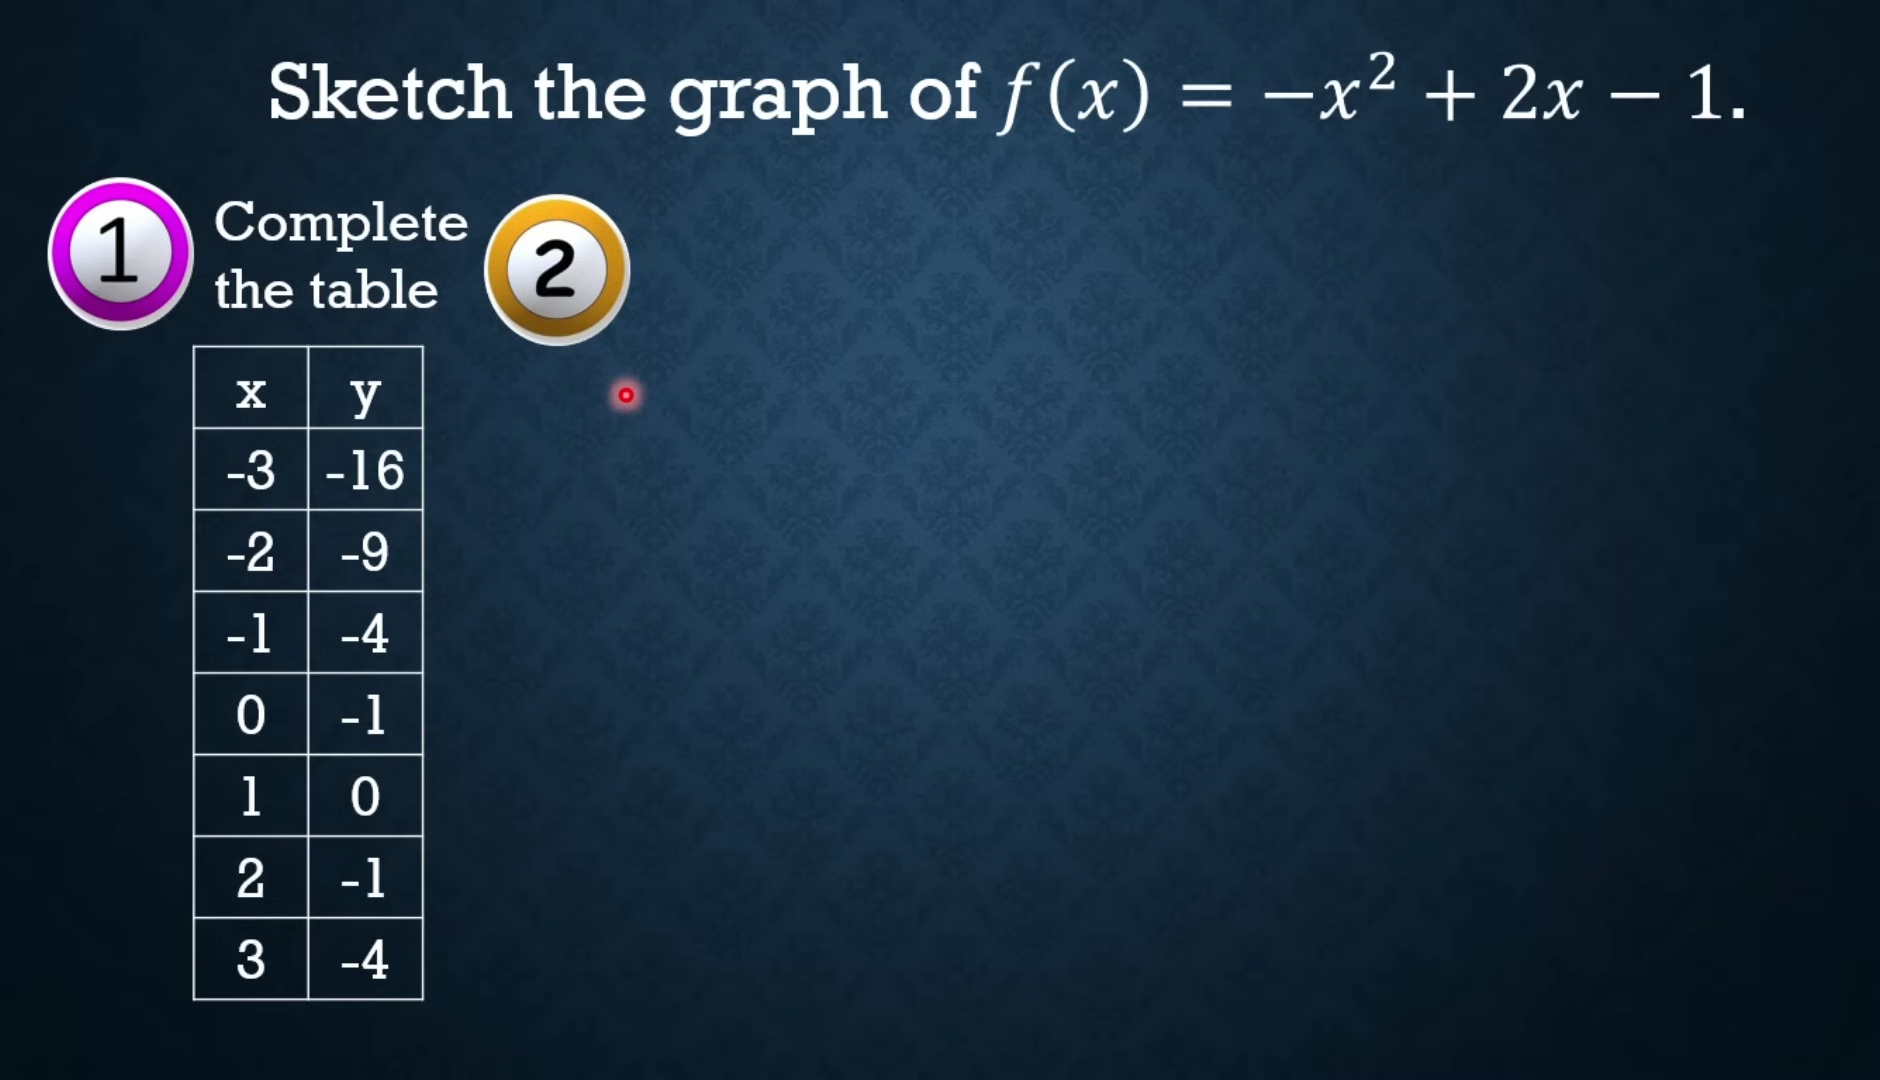 Sketch the graph of f(x) = −x² + 2x − 1.
1
Complete
the table
2
x y
-3 -16
-2 -9
-1 -4
0 -1
1 0
2 -1
3 -4